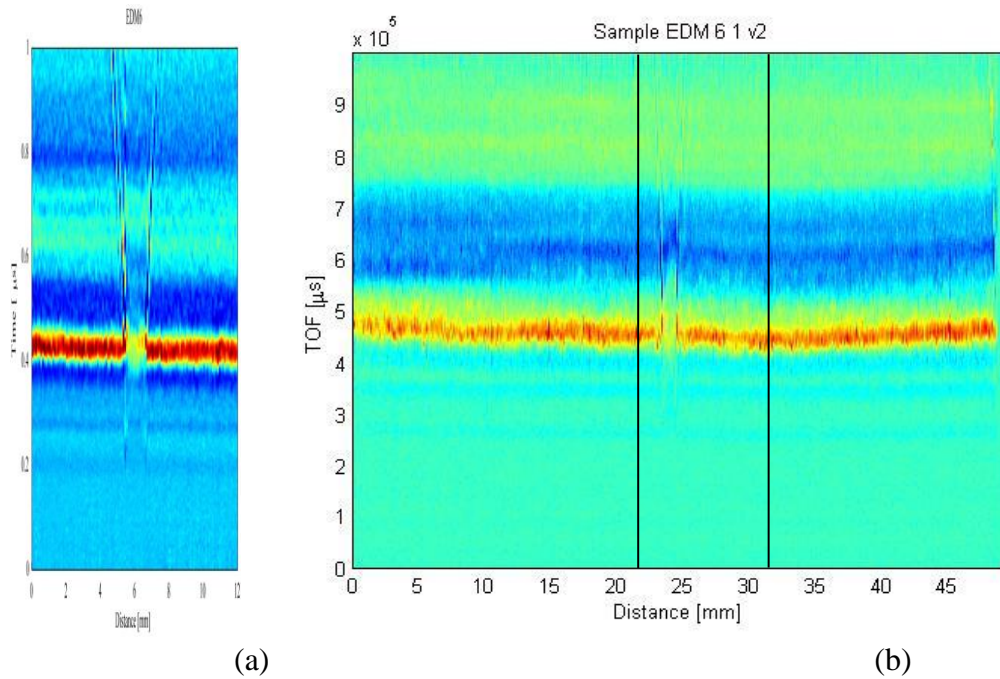 EDM6
Time [ µs]
1
0.8
0.6
0.4
0.2
0
0 2 4 6 8 10 12
Distance [mm]
(a)
Sample EDM 6 1 v2
x 10^5
TOF [µs]
9
8
7
6
5
4
3
2
1
0
0 5 10 15 20 25 30 35 40 45
Distance [mm]
(b)